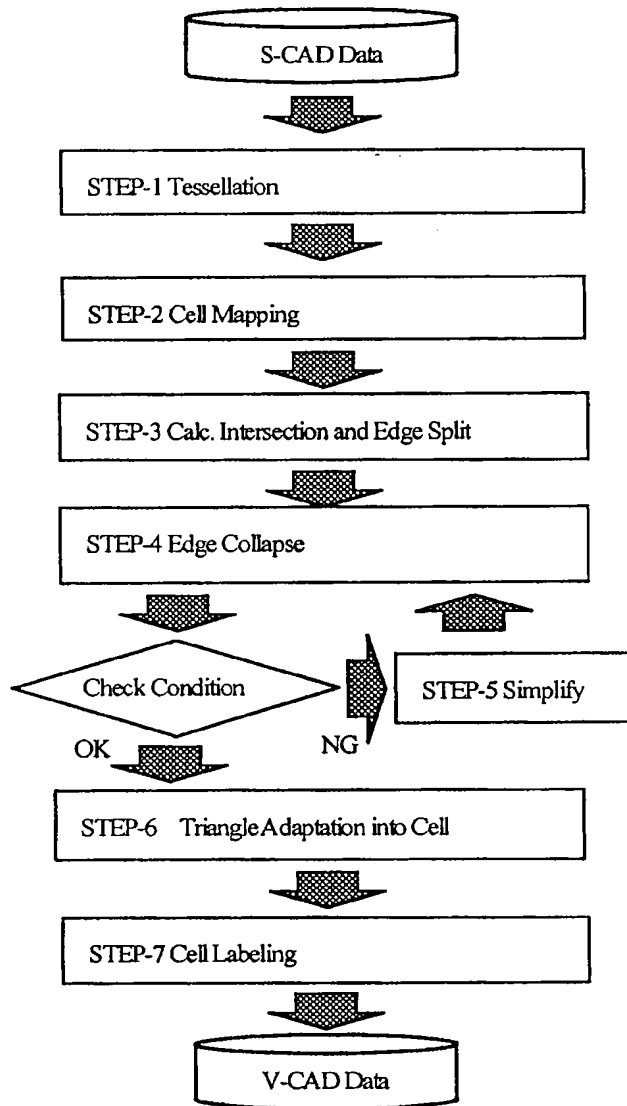 S-CAD Data
STEP-1 Tessellation
STEP-2 Cell Mapping
STEP-3 Calc. Intersection and Edge Split
STEP-4 Edge Collapse
Check Condition
STEP-5 Simplify
OK
NG
STEP-6 Triangle Adaptation into Cell
STEP-7 Cell Labeling
V-CAD Data